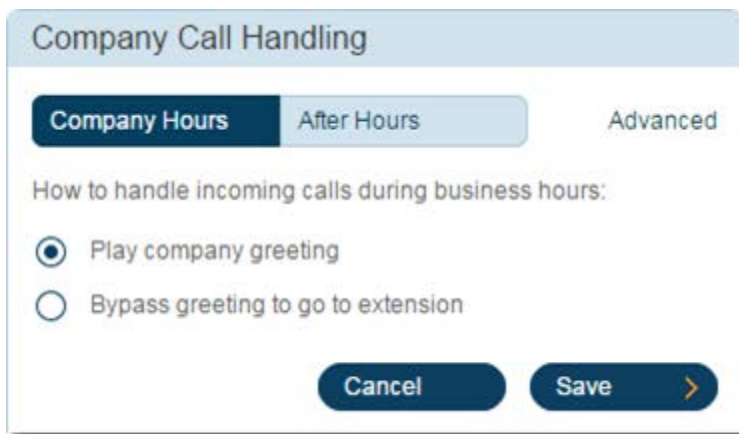 Company Call Handling
Company Hours After Hours Advanced
How to handle incoming calls during business hours:
Play company greeting
Bypass greeting to go to extension
Cancel Save